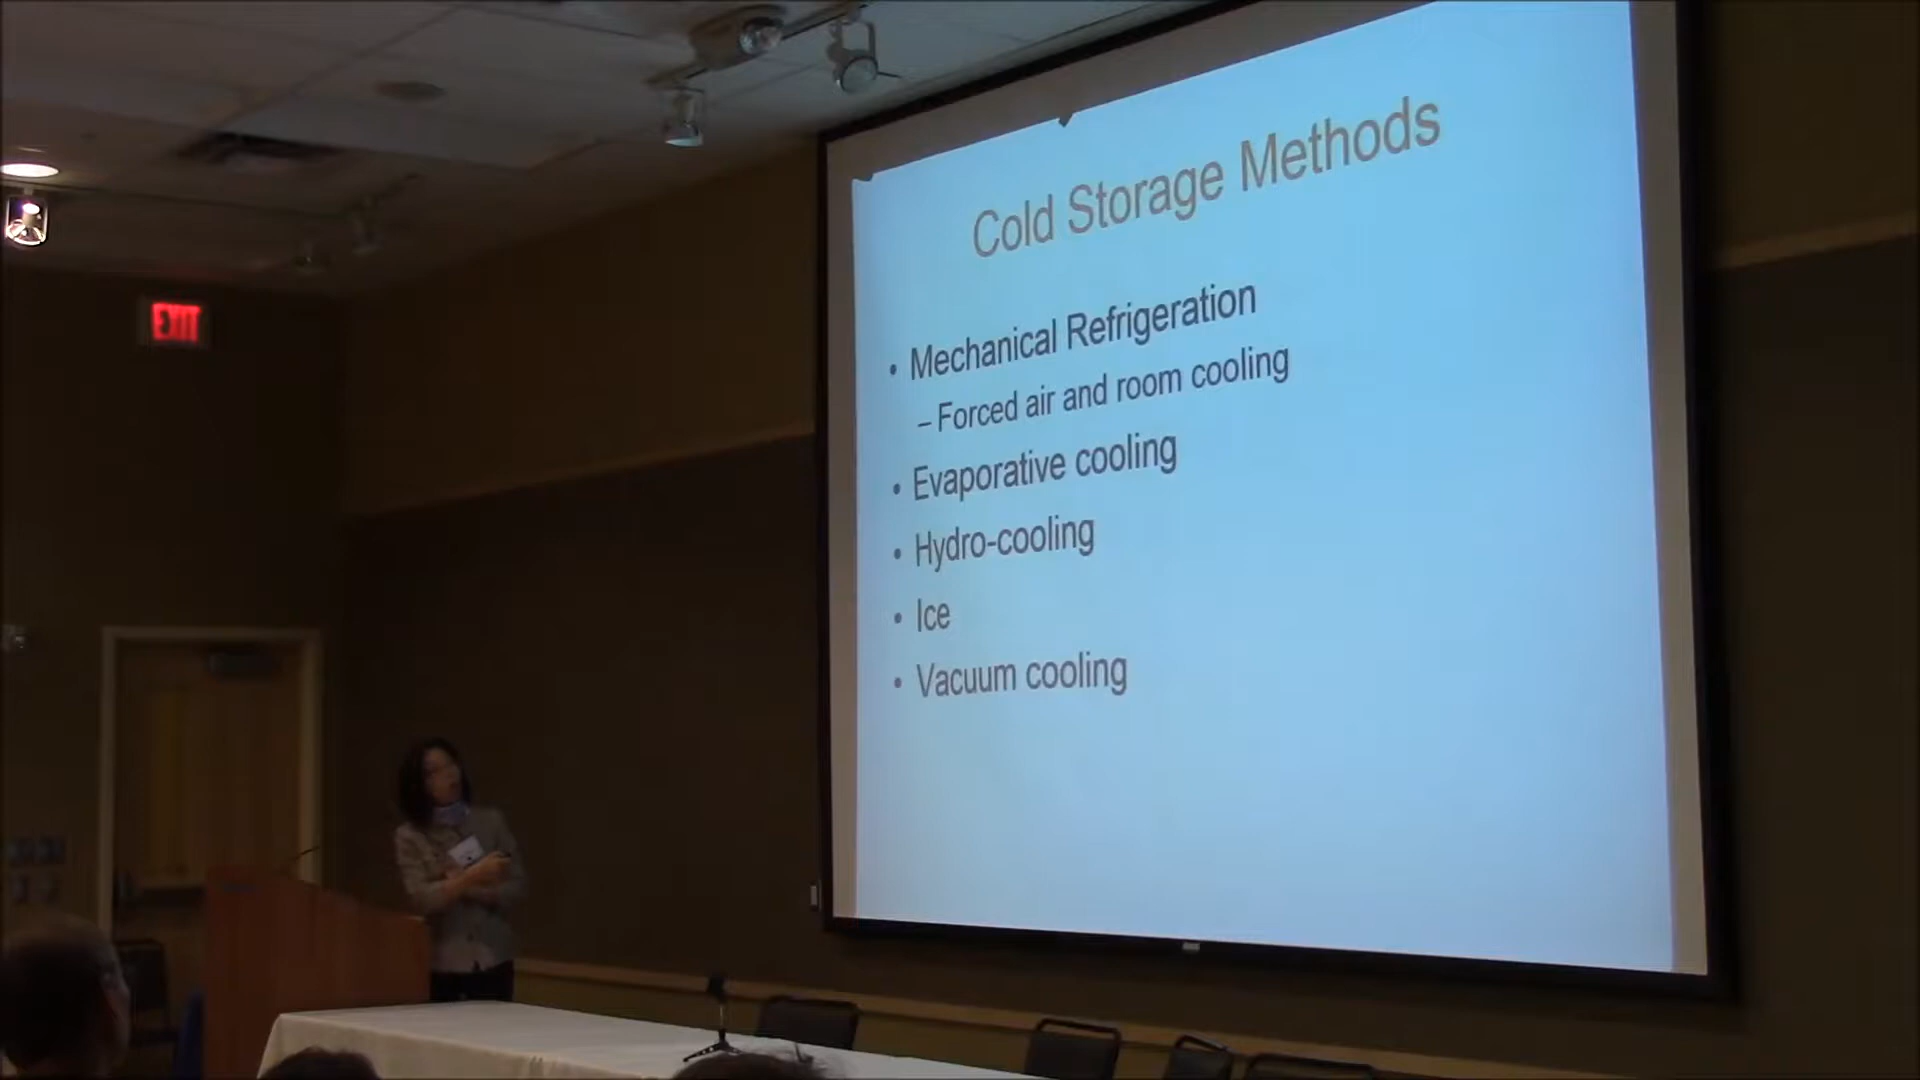 EXIT
Cold Storage Methods
• Mechanical Refrigeration
– Forced air and room cooling
• Evaporative cooling
• Hydro-cooling
• Ice
• Vacuum cooling